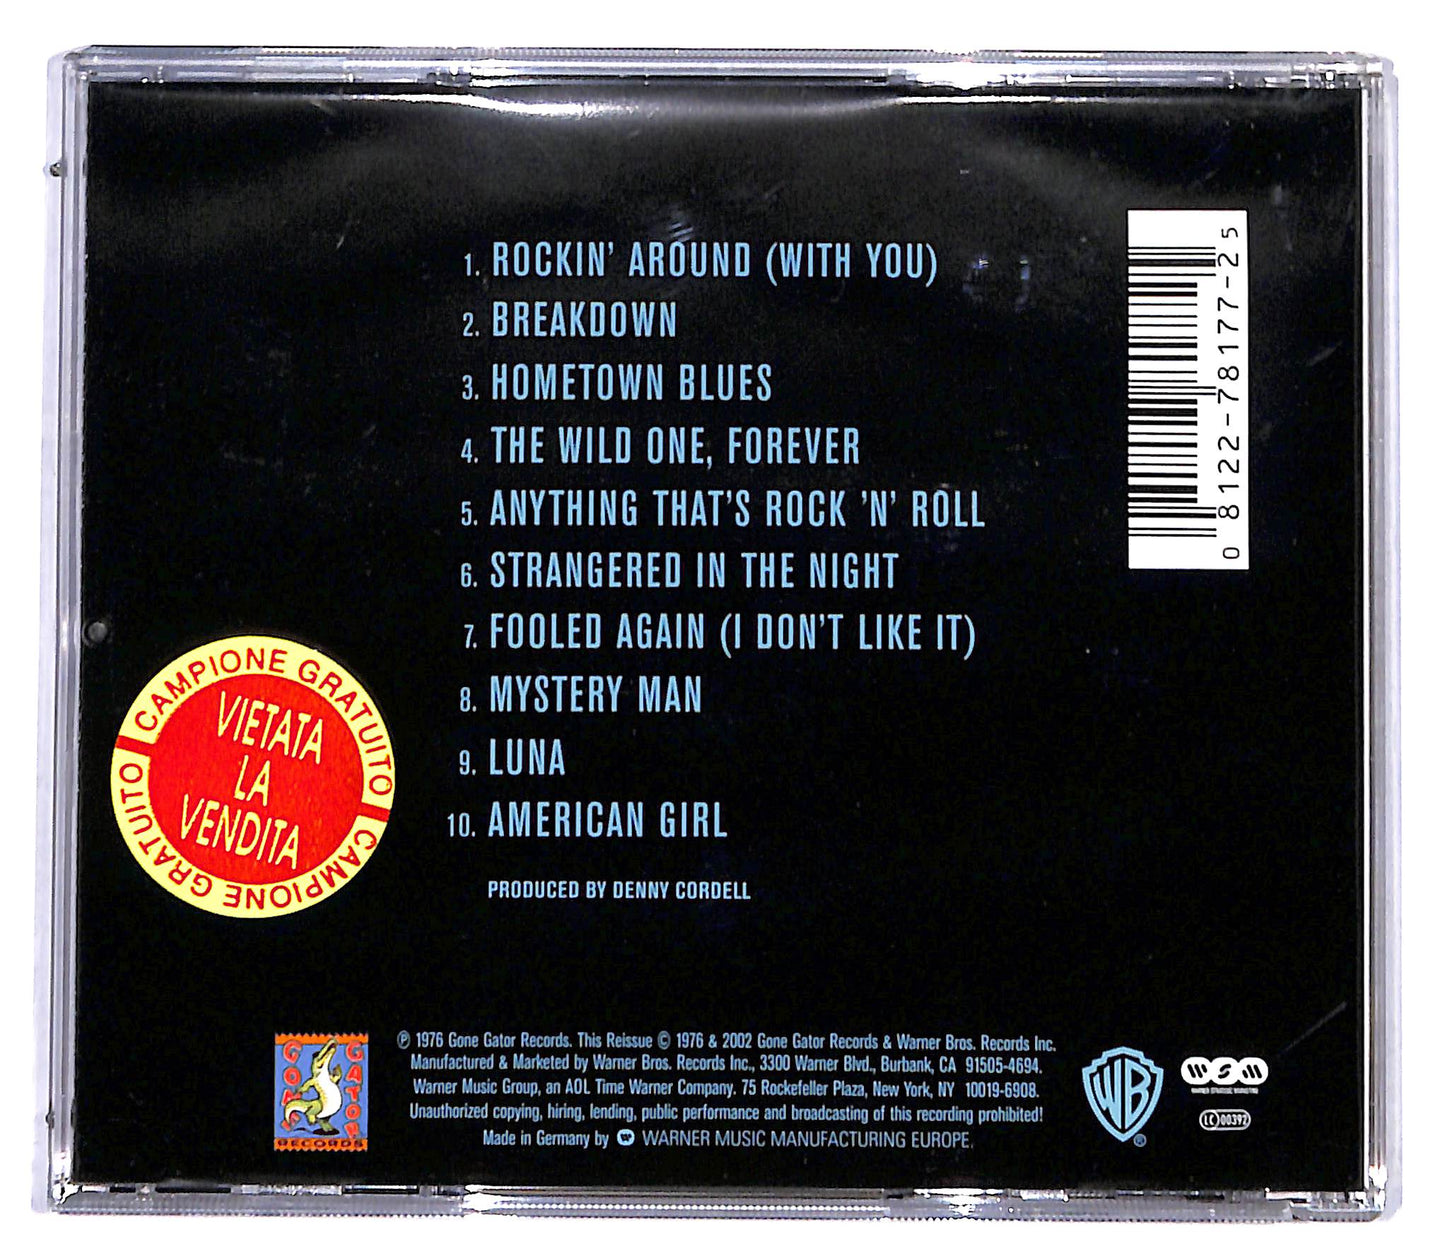 1. ROCKIN' AROUND (WITH YOU)
2. BREAKDOWN
3. HOMETOWN BLUES
4. THE WILD ONE, FOREVER
5. ANYTHING THAT'S ROCK 'N' ROLL
6. STRANGERED IN THE NIGHT
7. FOOLED AGAIN (I DON'T LIKE IT)
8. MYSTERY MAN
9. LUNA
10. AMERICAN GIRL
PRODUCED BY DENNY CORDELL
0 8122-78177-2 5
CAMPIONE GRATUITO
CAMPIONE GRATUITO
VIETATA
LA
VENDITA
GONE
GATOR
RECORDS
℗ 1976 Gone Gator Records. This Reissue © 1976 & 2002 Gone Gator Records & Warner Bros. Records Inc.
Manufactured & Marketed by Warner Bros. Records Inc., 3300 Warner Blvd., Burbank, CA 91505-4694.
Warner Music Group, an AOL Time Warner Company. 75 Rockefeller Plaza, New York, NY 10019-6908.
Unauthorized copying, hiring, lending, public performance and broadcasting of this recording prohibited!
Made in Germany by WARNER MUSIC MANUFACTURING EUROPE.
WB ®
WSM
WARNER STRATEGIC MARKETING
LC 00392